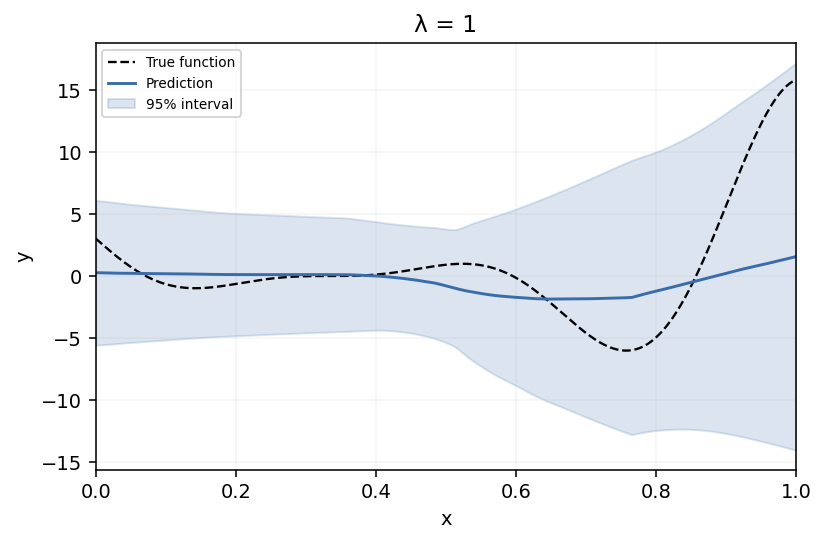 λ = 1
True function
Prediction
95% interval
y
15
10
5
0
−5
−10
−15
0.0 0.2 0.4 0.6 0.8 1.0
x